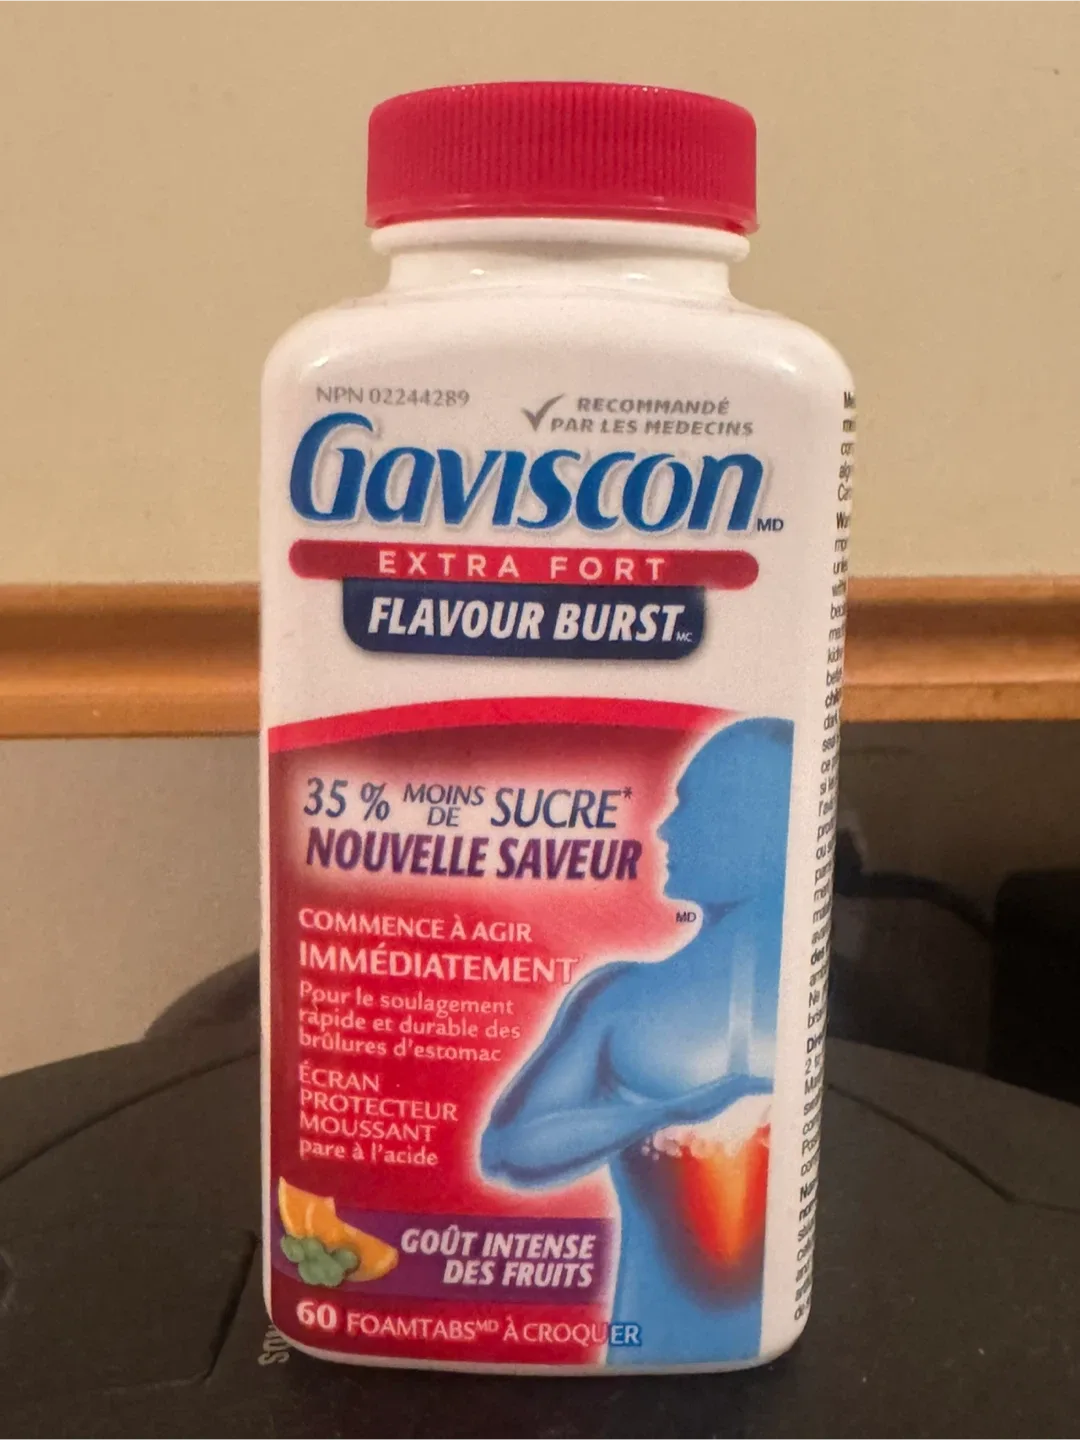 NPN 02244289
RECOMMANDÉ
PAR LES MEDECINS
Gaviscon MD
EXTRA FORT
FLAVOUR BURST MC
35 % MOINS DE SUCRE*
NOUVELLE SAVEUR
MD
COMMENCE À AGIR
IMMÉDIATEMENT
Pour le soulagement
rapide et durable des
brûlures d'estomac
ÉCRAN
PROTECTEUR
MOUSSANT
pare à l'acide
GOÛT INTENSE
DES FRUITS
60 FOAMTABS MD À CROQUER